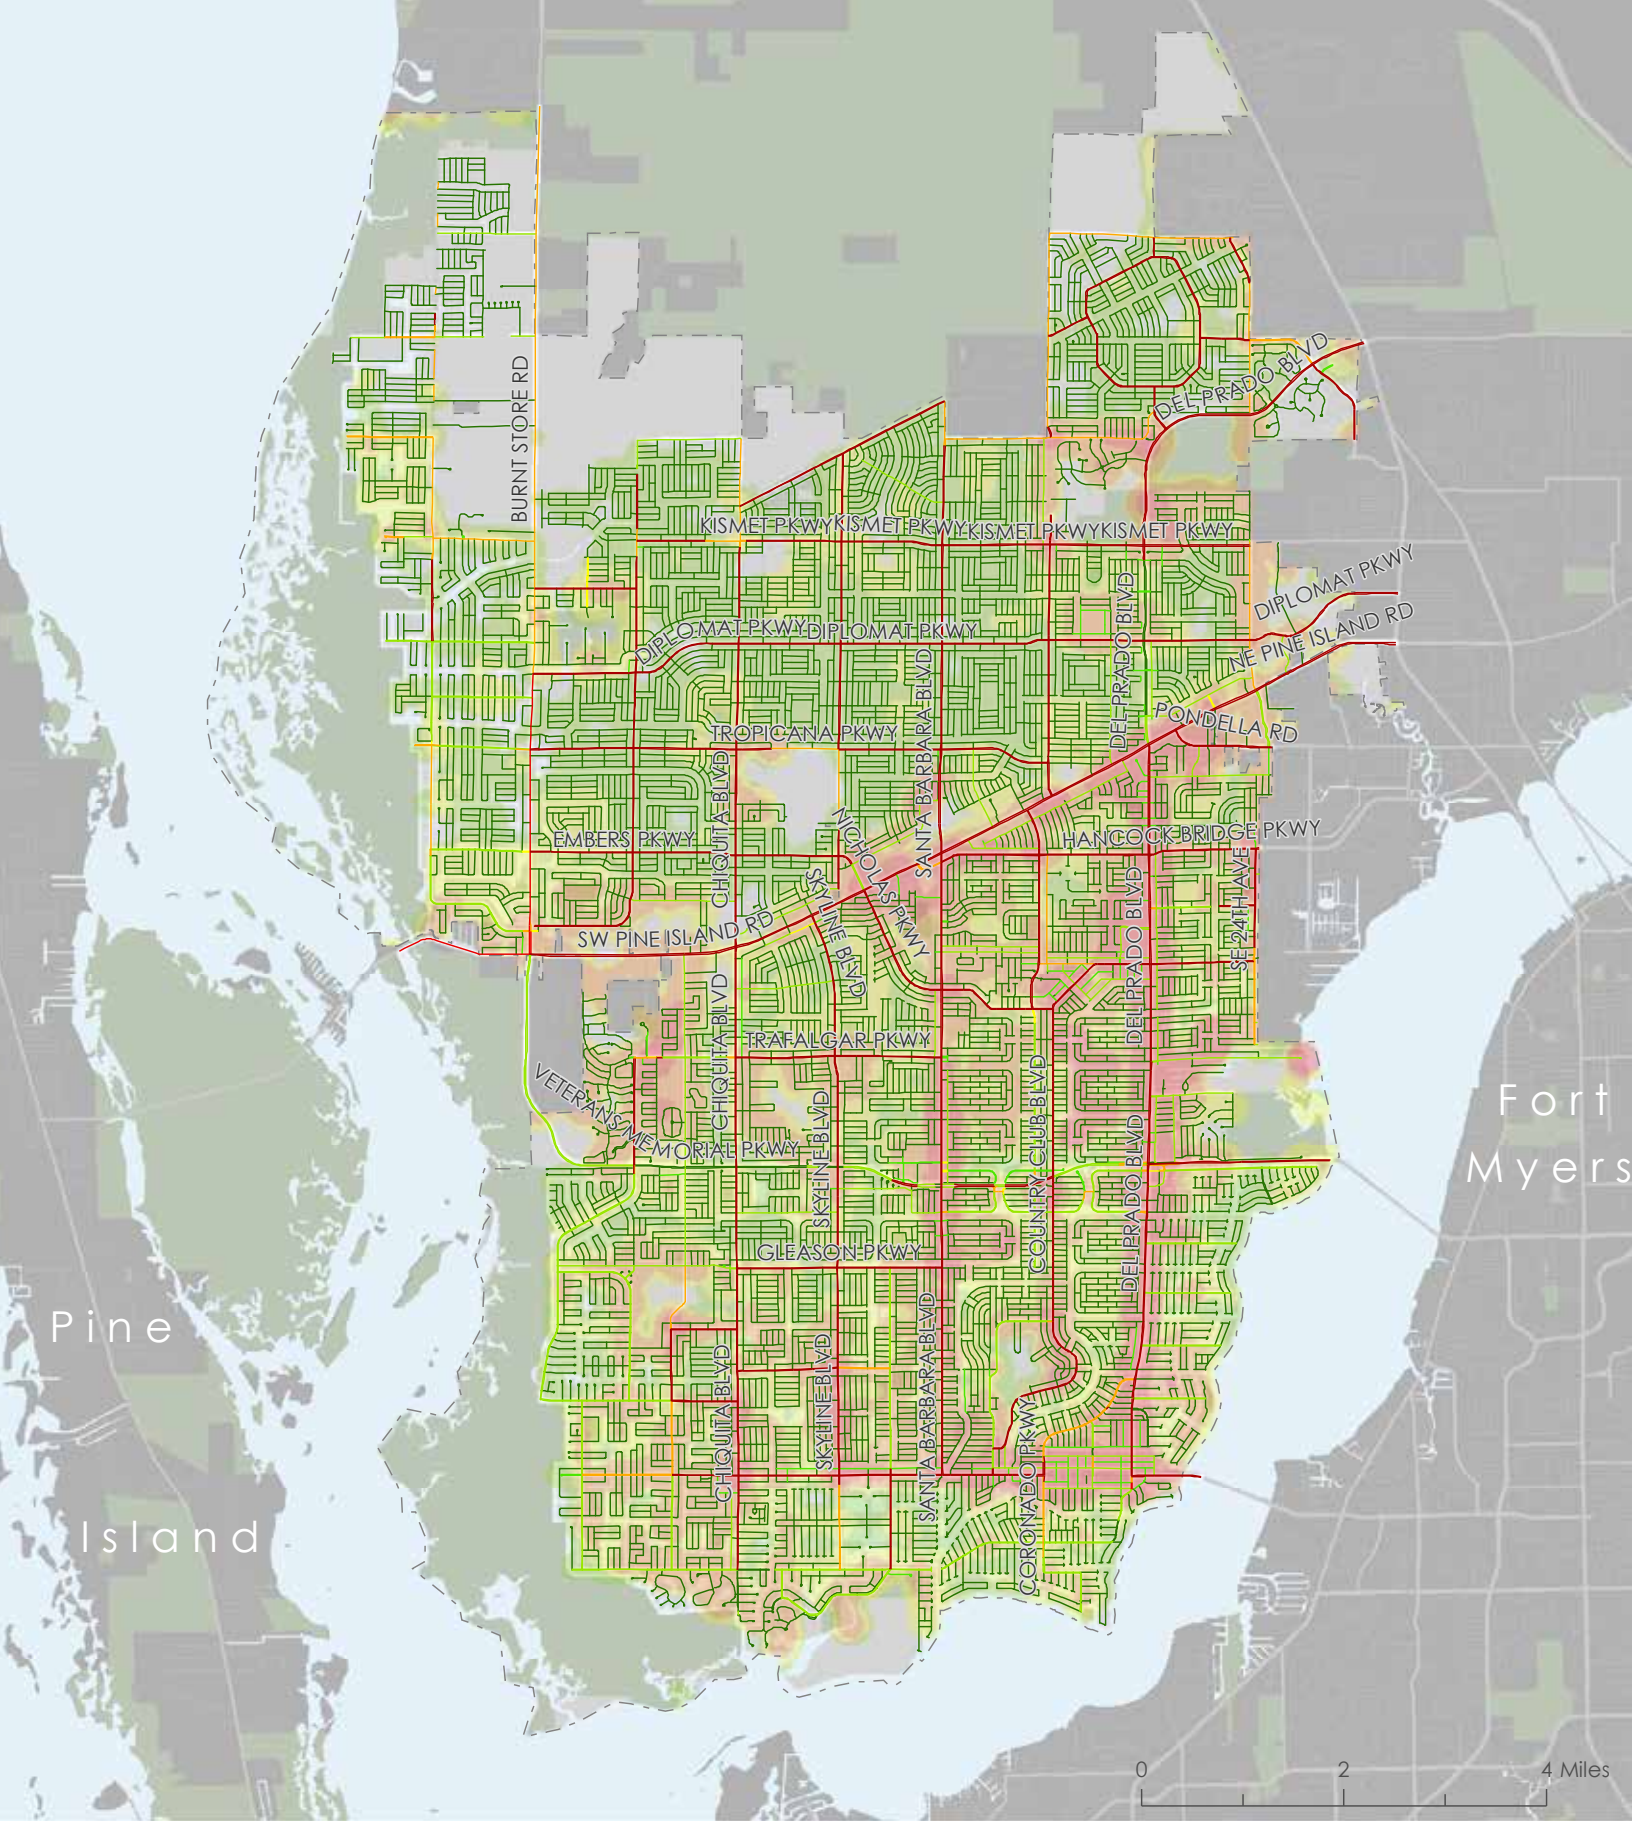 BURNT STORE RD
DEL PRADO BLVD
KISMET PKWY
KISMET PKWY
KISMET PKWY
KISMET PKWY
DIPLOMAT PKWY
NE PINE ISLAND RD
DIPLOMAT PKWY
DIPLOMAT PKWY
DEL PRADO BLVD
SANTA BARBARA BLVD
PONDELLA RD
TROPICANA PKWY
CHIQUITA BLVD
NICHOLAS PKWY
EMBERS PKWY
HANCOCK BRIDGE PKWY
SE 24TH AVE
SKYLINE BLVD
DEL PRADO BLVD
SW PINE ISLAND RD
CHIQUITA BLVD
TRAFALGAR PKWY
VETERANS MEMORIAL PKWY
COUNTRY CLUB BLVD
SKYLINE BLVD
DEL PRADO BLVD
Fort
Myers
GLEASON PKWY
Pine
Island
CHIQUITA BLVD
SKYLINE BLVD
SANTA BARBARA BLVD
CORONADO PKWY
0 2 4 Miles